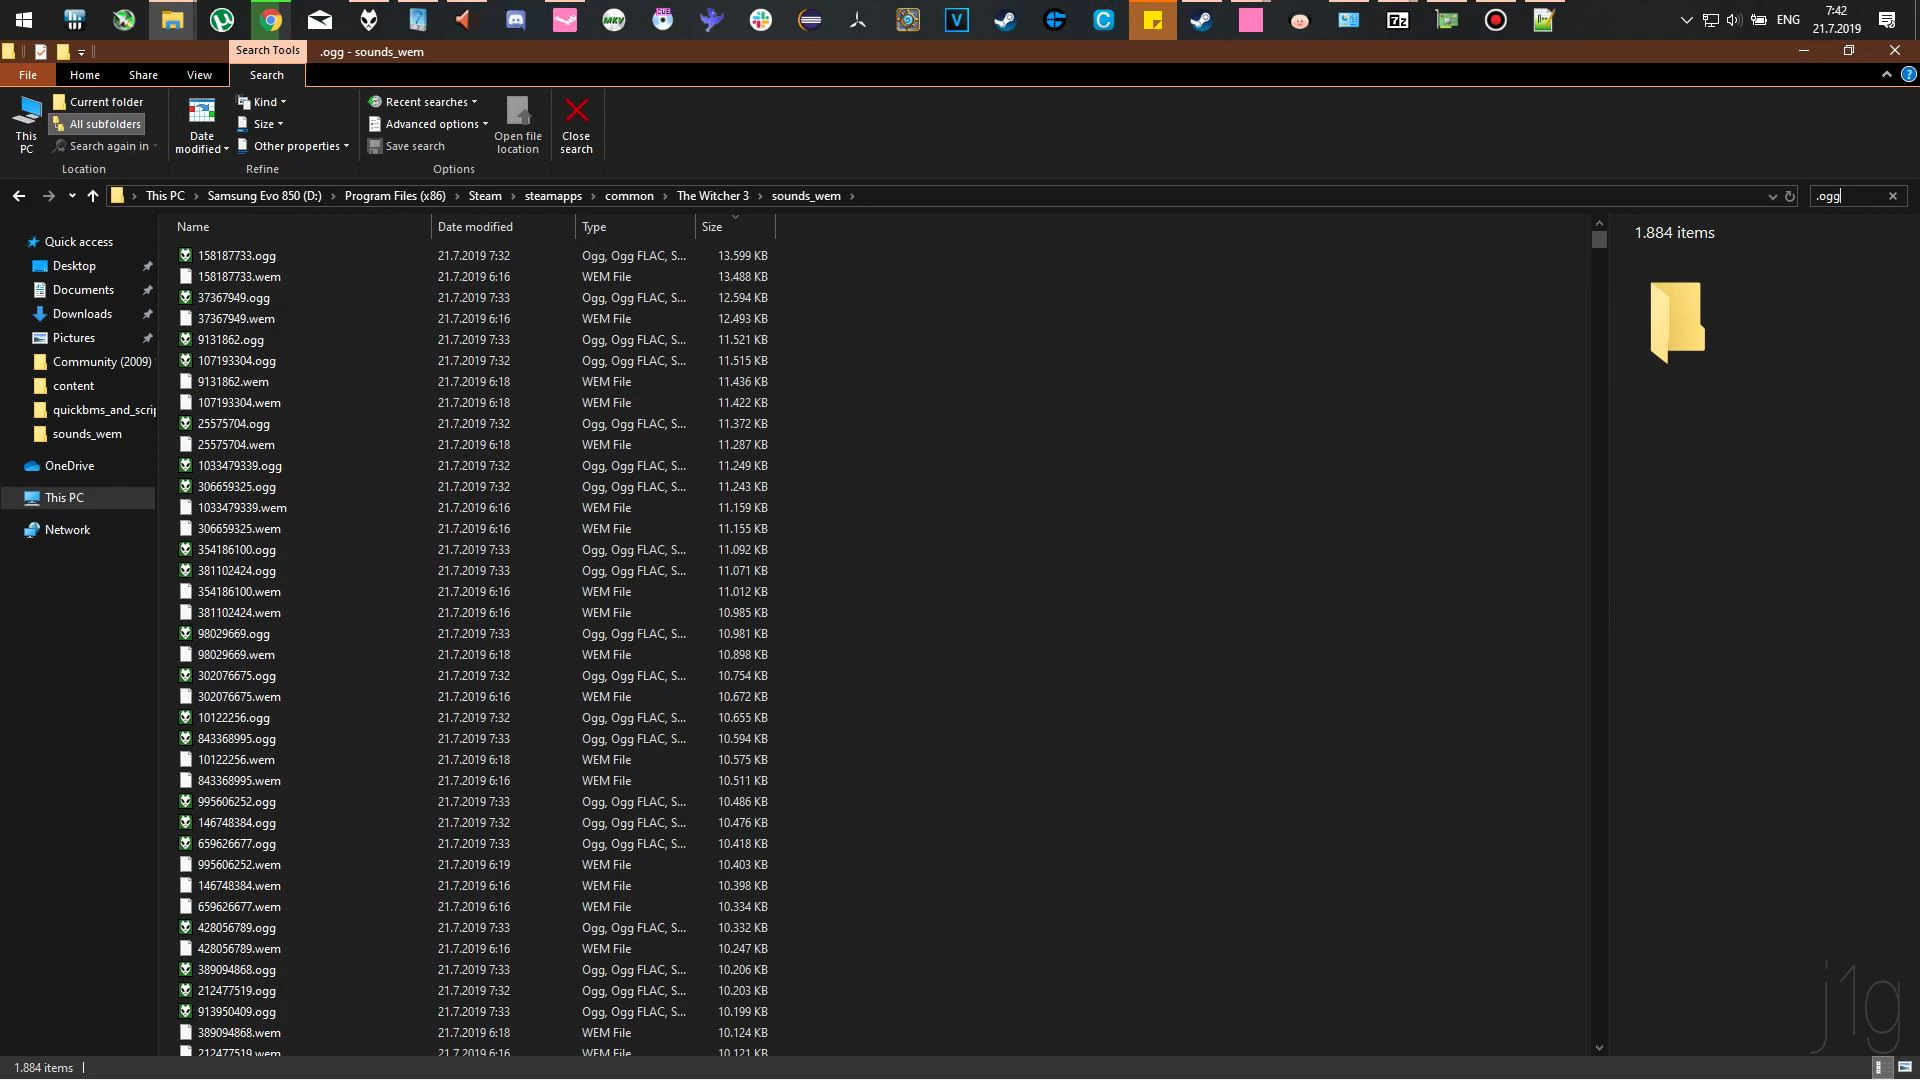 7:42
ENG
21.7.2019
Search Tools
.ogg - sounds_wem
File
Home
Share
View
Search
This PC
Current folder
All subfolders
Search again in
Location
Date modified
Kind
Size
Other properties
Refine
Recent searches
Advanced options
Save search
Open file location
Options
Close search
This PC
Samsung Evo 850 (D:)
Program Files (x86)
Steam
steamapps
common
The Witcher 3
sounds_wem
.ogg
Quick access
Desktop
Documents
Downloads
Pictures
Community (2009)
content
quickbms_and_scrip
sounds_wem
OneDrive
This PC
Network
Name Date modified Type Size
158187733.ogg 21.7.2019 7:32 Ogg, Ogg FLAC, S... 13.599 KB
158187733.wem 21.7.2019 6:16 WEM File 13.488 KB
37367949.ogg 21.7.2019 7:33 Ogg, Ogg FLAC, S... 12.594 KB
37367949.wem 21.7.2019 6:16 WEM File 12.493 KB
9131862.ogg 21.7.2019 7:33 Ogg, Ogg FLAC, S... 11.521 KB
107193304.ogg 21.7.2019 7:32 Ogg, Ogg FLAC, S... 11.515 KB
9131862.wem 21.7.2019 6:18 WEM File 11.436 KB
107193304.wem 21.7.2019 6:18 WEM File 11.422 KB
25575704.ogg 21.7.2019 7:32 Ogg, Ogg FLAC, S... 11.372 KB
25575704.wem 21.7.2019 6:18 WEM File 11.287 KB
1033479339.ogg 21.7.2019 7:32 Ogg, Ogg FLAC, S... 11.249 KB
306659325.ogg 21.7.2019 7:32 Ogg, Ogg FLAC, S... 11.243 KB
1033479339.wem 21.7.2019 6:16 WEM File 11.159 KB
306659325.wem 21.7.2019 6:16 WEM File 11.155 KB
354186100.ogg 21.7.2019 7:33 Ogg, Ogg FLAC, S... 11.092 KB
381102424.ogg 21.7.2019 7:33 Ogg, Ogg FLAC, S... 11.071 KB
354186100.wem 21.7.2019 6:16 WEM File 11.012 KB
381102424.wem 21.7.2019 6:16 WEM File 10.985 KB
98029669.ogg 21.7.2019 7:33 Ogg, Ogg FLAC, S... 10.981 KB
98029669.wem 21.7.2019 6:18 WEM File 10.898 KB
302076675.ogg 21.7.2019 7:32 Ogg, Ogg FLAC, S... 10.754 KB
302076675.wem 21.7.2019 6:16 WEM File 10.672 KB
10122256.ogg 21.7.2019 7:32 Ogg, Ogg FLAC, S... 10.655 KB
843368995.ogg 21.7.2019 7:33 Ogg, Ogg FLAC, S... 10.594 KB
10122256.wem 21.7.2019 6:18 WEM File 10.575 KB
843368995.wem 21.7.2019 6:16 WEM File 10.511 KB
995606252.ogg 21.7.2019 7:33 Ogg, Ogg FLAC, S... 10.486 KB
146748384.ogg 21.7.2019 7:32 Ogg, Ogg FLAC, S... 10.476 KB
659626677.ogg 21.7.2019 7:33 Ogg, Ogg FLAC, S... 10.418 KB
995606252.wem 21.7.2019 6:19 WEM File 10.403 KB
146748384.wem 21.7.2019 6:16 WEM File 10.398 KB
659626677.wem 21.7.2019 6:16 WEM File 10.334 KB
428056789.ogg 21.7.2019 7:33 Ogg, Ogg FLAC, S... 10.332 KB
428056789.wem 21.7.2019 6:16 WEM File 10.247 KB
389094868.ogg 21.7.2019 7:33 Ogg, Ogg FLAC, S... 10.206 KB
212477519.ogg 21.7.2019 7:32 Ogg, Ogg FLAC, S... 10.203 KB
913950409.ogg 21.7.2019 7:33 Ogg, Ogg FLAC, S... 10.199 KB
389094868.wem 21.7.2019 6:18 WEM File 10.124 KB
212477519.wem 21.7.2019 6:16 WEM File 10.121 KB
1.884 items
j1g
1.884 items